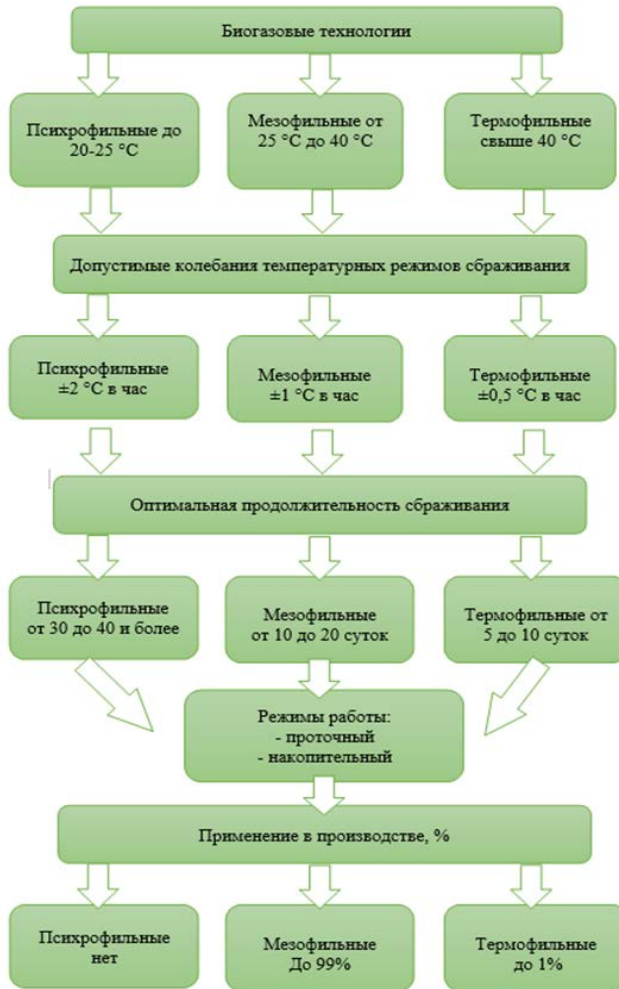 Биогазовые технологии
Психрофильные до
20-25 °C
Мезофильные от
25 °C до 40 °C
Термофильные
свыше 40 °C
Допустимые колебания температурных режимов сбраживания
Психрофильные
±2 °C в час
Мезофильные
±1 °C в час
Термофильные
±0,5 °C в час
Оптимальная продолжительность сбраживания
Психрофильные
от 30 до 40 и более
Мезофильные
от 10 до 20 суток
Термофильные от
5 до 10 суток
Режимы работы:
- проточный
- накопительный
Применение в производстве, %
Психрофильные
нет
Мезофильные
До 99%
Термофильные
до 1%